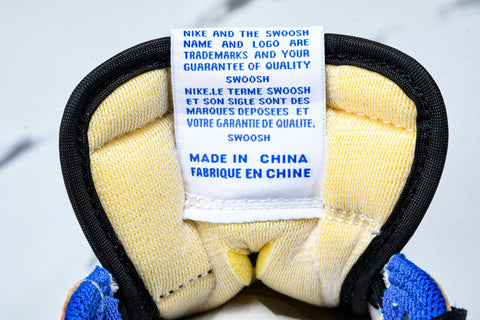 NIKE AND THE SWOOSH
NAME AND LOGO ARE
TRADEMARKS AND YOUR
GUARANTEE OF QUALITY
SWOOSH
NIKE.LE TERME SWOOSH
ET SON SIGLE SONT DES
MARQUES DEPOSEES ET
VOTRE GARANTIE DE QUALITE.
SWOOSH
MADE IN CHINA
FABRIQUE EN CHINE